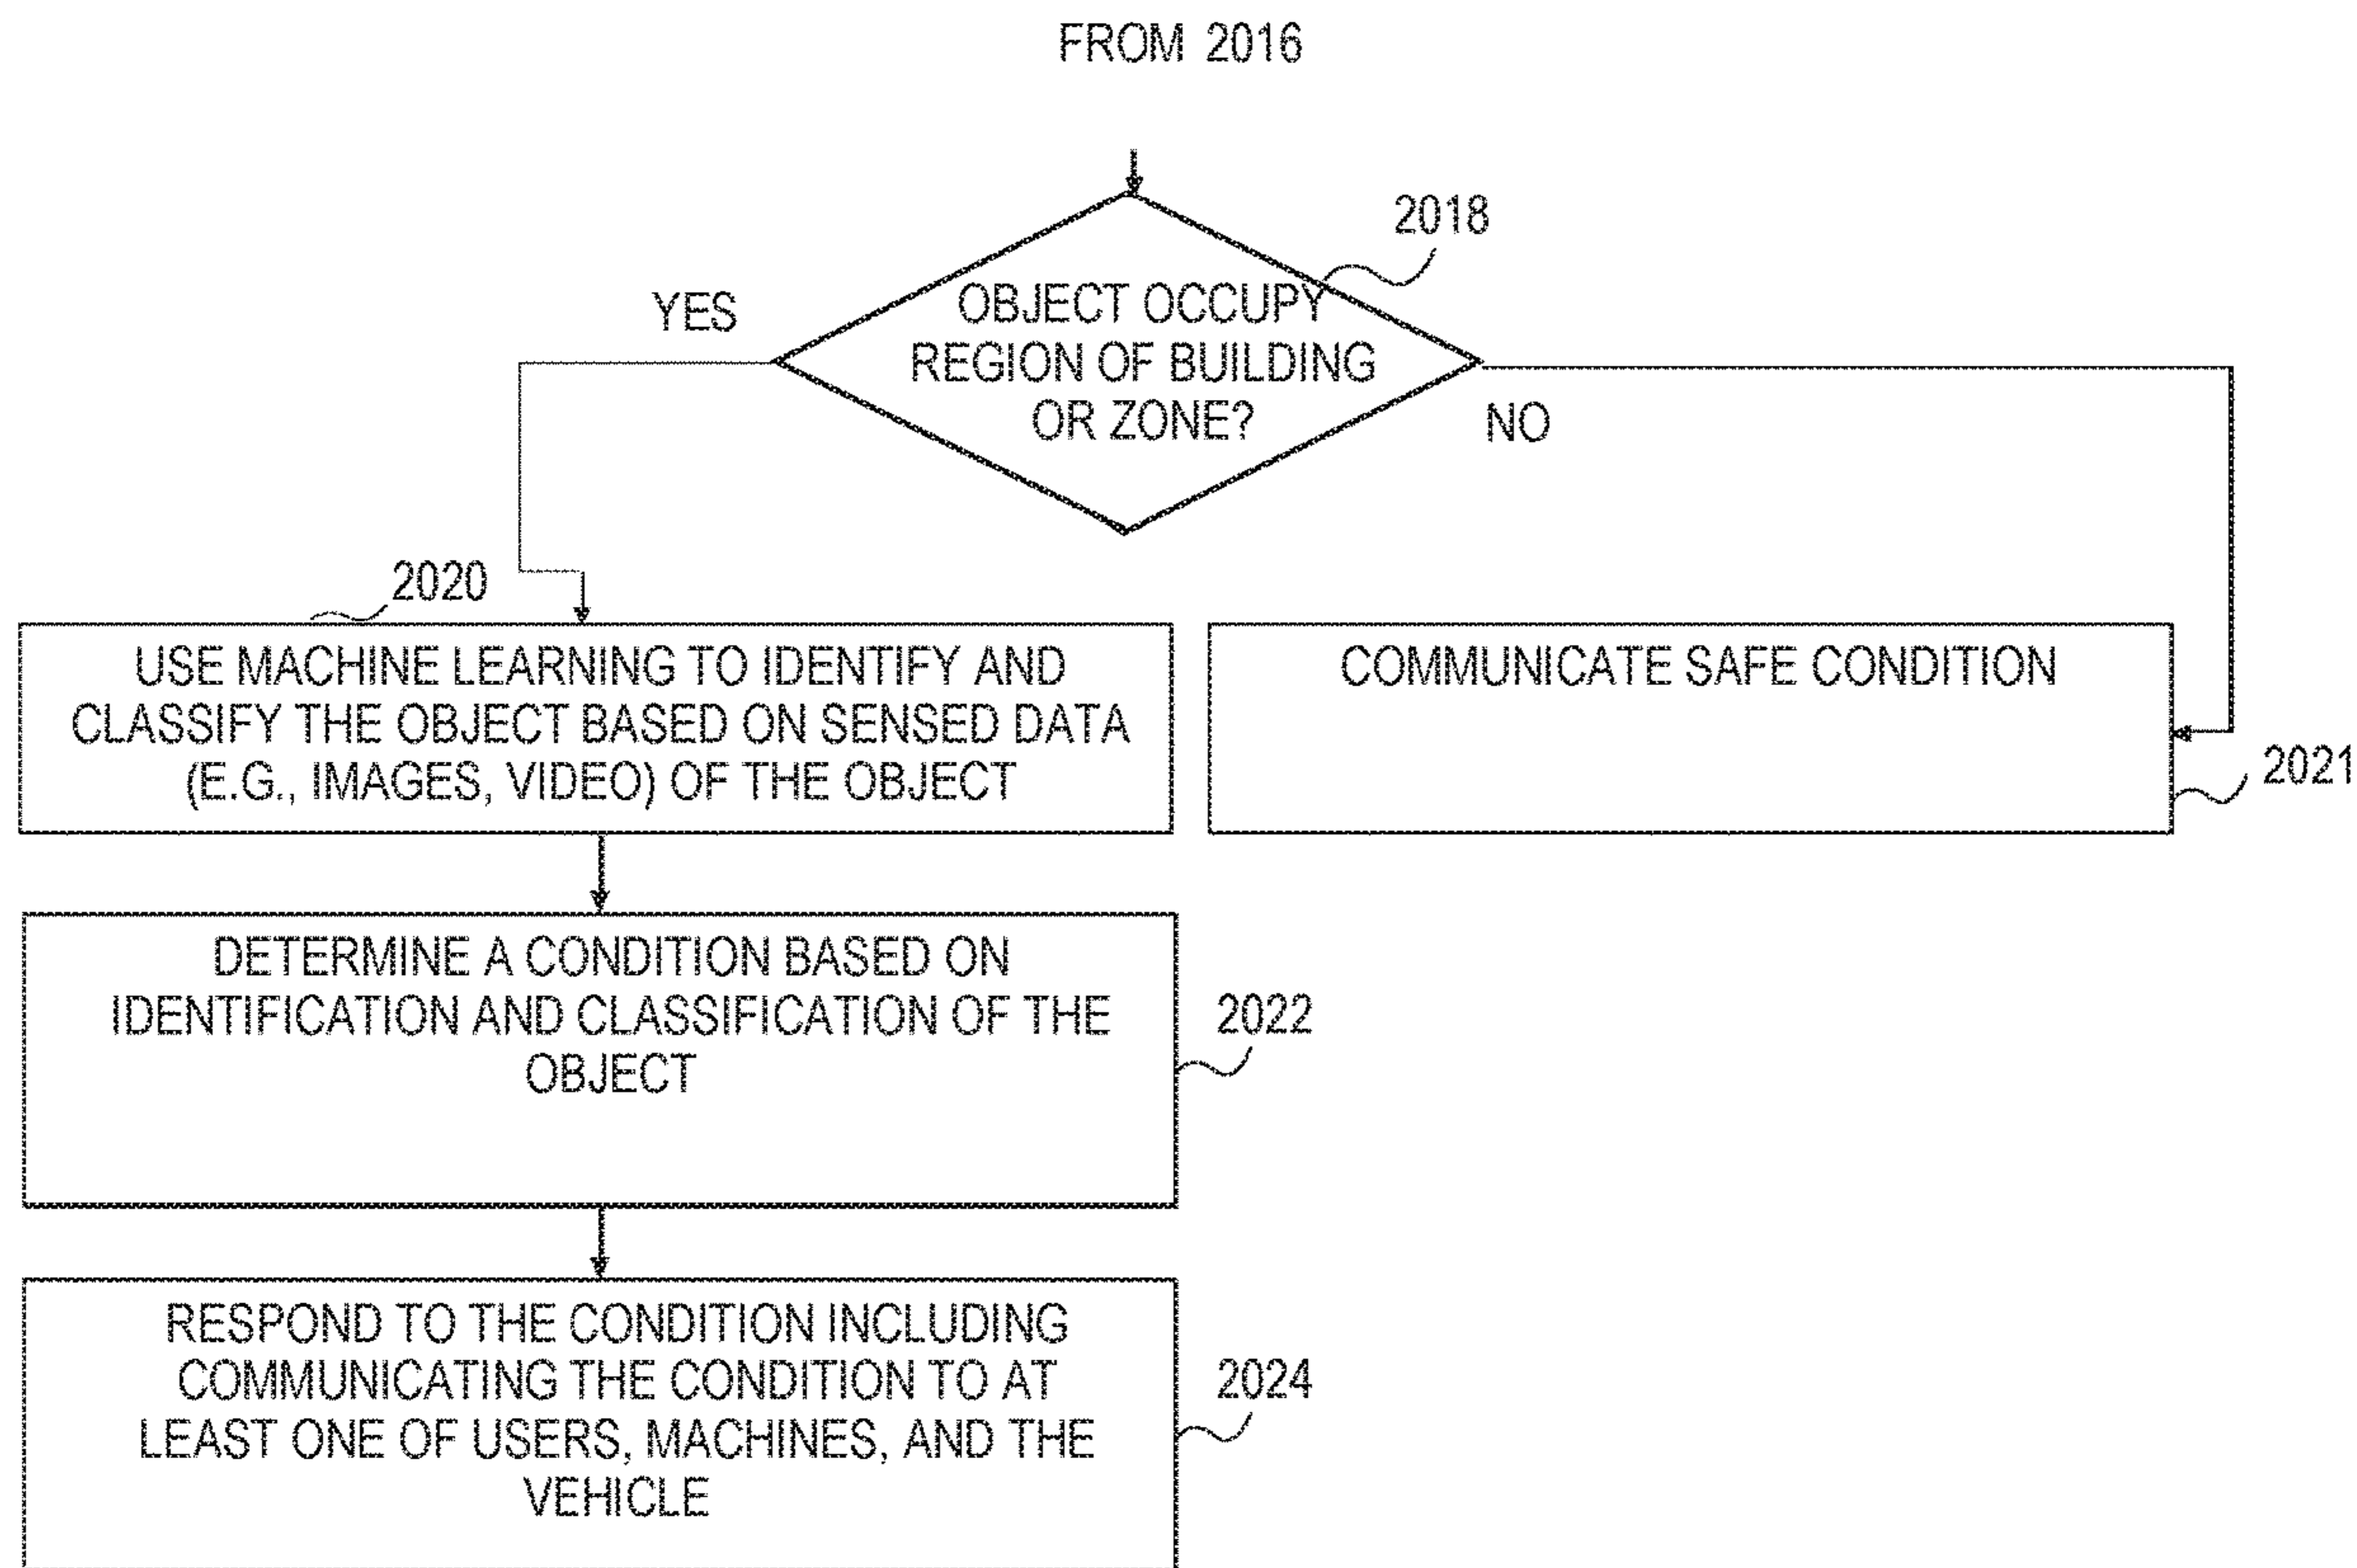 FROM 2016
2018
YES
OBJECT OCCUPY
REGION OF BUILDING
OR ZONE?
NO
2020
USE MACHINE LEARNING TO IDENTIFY AND
CLASSIFY THE OBJECT BASED ON SENSED DATA
(E.G., IMAGES, VIDEO) OF THE OBJECT
COMMUNICATE SAFE CONDITION
2021
DETERMINE A CONDITION BASED ON
IDENTIFICATION AND CLASSIFICATION OF THE
OBJECT
2022
RESPOND TO THE CONDITION INCLUDING
COMMUNICATING THE CONDITION TO AT
LEAST ONE OF USERS, MACHINES, AND THE
VEHICLE
2024